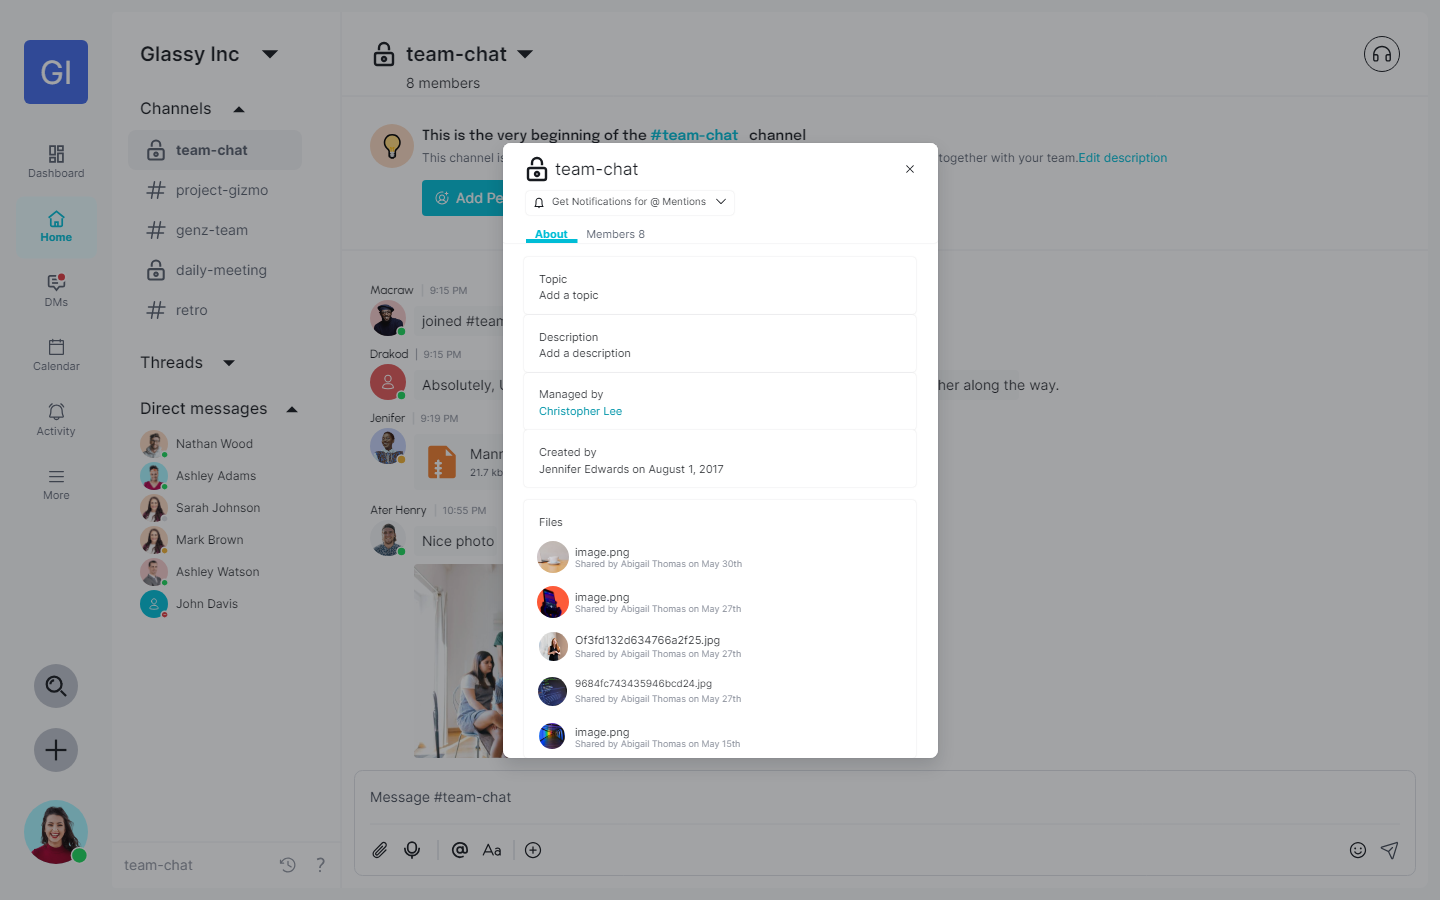 GI
Dashboard
Home
DMs
Calendar
Activity
More
Glassy Inc
Channels
team-chat
project-gizmo
genz-team
daily-meeting
retro
Threads
Direct messages
Nathan Wood
Ashley Adams
Sarah Johnson
Mark Brown
Ashley Watson
John Davis
team-chat
?
team-chat
8 members
This is the very beginning of the #team-chat channel
This channel is
together with your team.Edit description
Add Pe
Macraw | 9:15 PM
joined #team
Drakod | 9:15 PM
Absolutely,
her along the way.
Jenifer | 9:19 PM
21.7 kb
Ater Henry | 10:55 PM
Nice photo
team-chat
Get Notifications for @ Mentions
About
Members 8
Topic
Add a topic
Description
Add a description
Managed by
Christopher Lee
Created by
Jennifer Edwards on August 1, 2017
Files
image.png
Shared by Abigail Thomas on May 30th
image.png
Shared by Abigail Thomas on May 27th
Of3fd132d634766a2f25.jpg
Shared by Abigail Thomas on May 27th
9684fc743435946bcd24.jpg
Shared by Abigail Thomas on May 27th
image.png
Shared by Abigail Thomas on May 15th
Message #team-chat
@ Aa